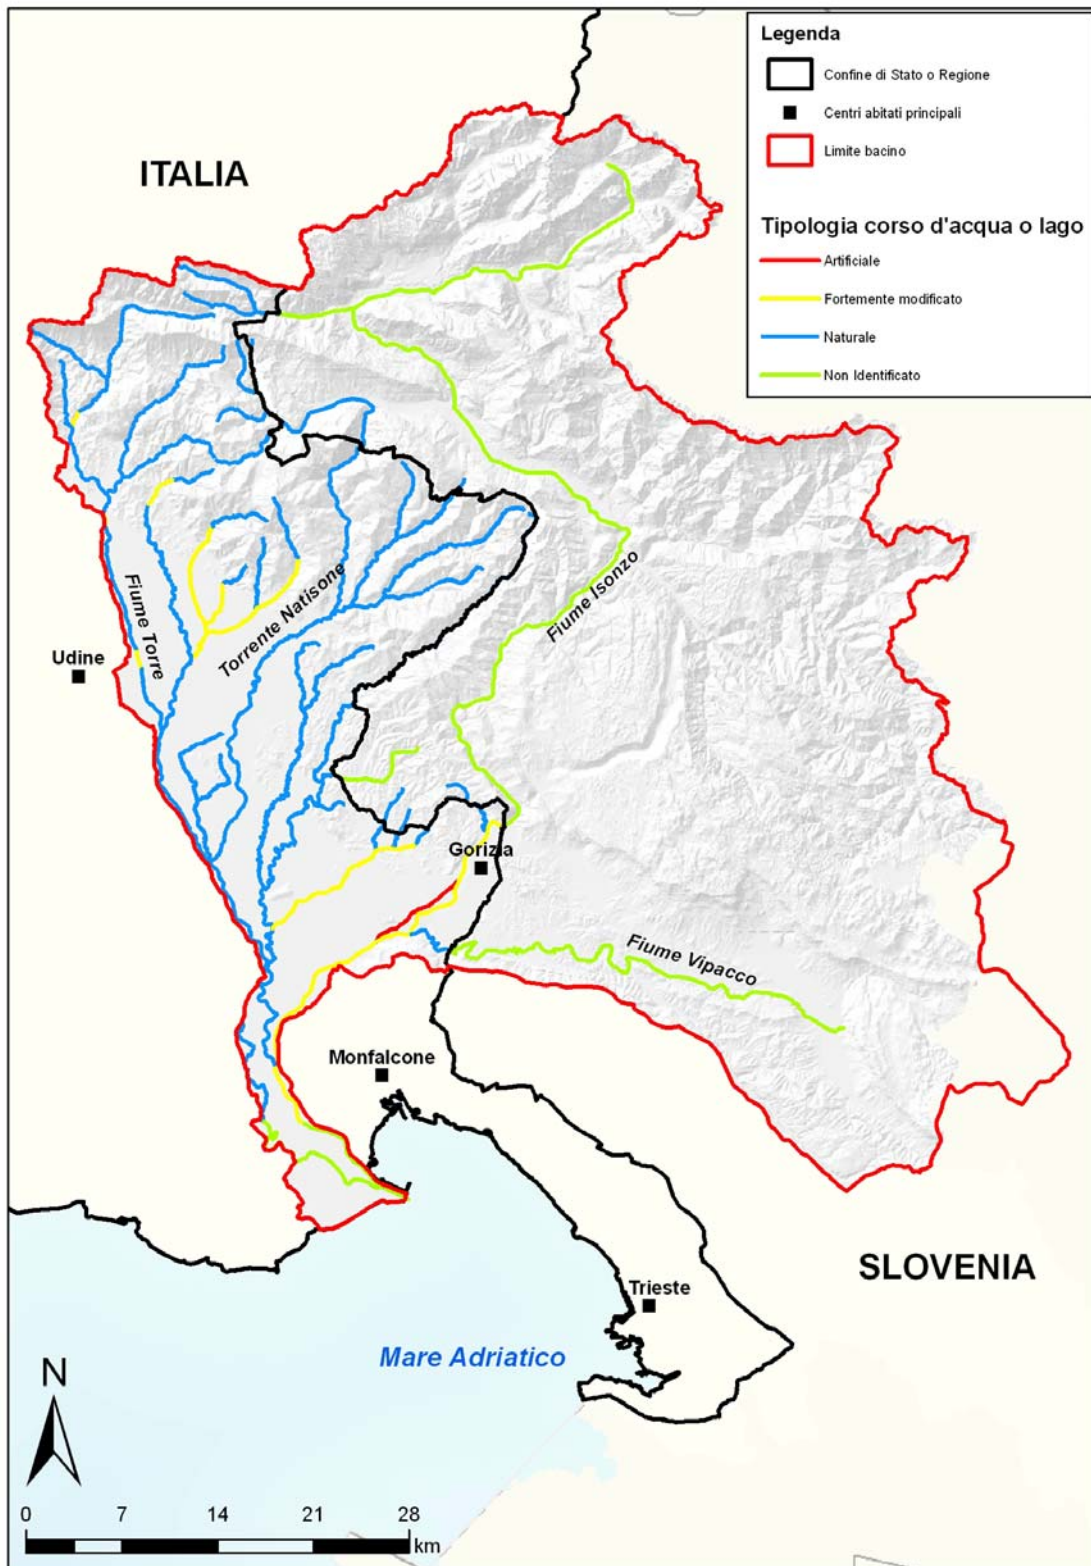 Legenda
Confine di Stato o Regione
Centri abitati principali
Limite bacino
Tipologia corso d'acqua o lago
Artificiale
Fortemente modificato
Naturale
Non Identificato
ITALIA
Fiume Isonzo
Fiume Torre
Torrente Natisone
Udine
Gorizia
Fiume Vipacco
Monfalcone
SLOVENIA
Trieste
Mare Adriatico
N
0 7 14 21 28
km